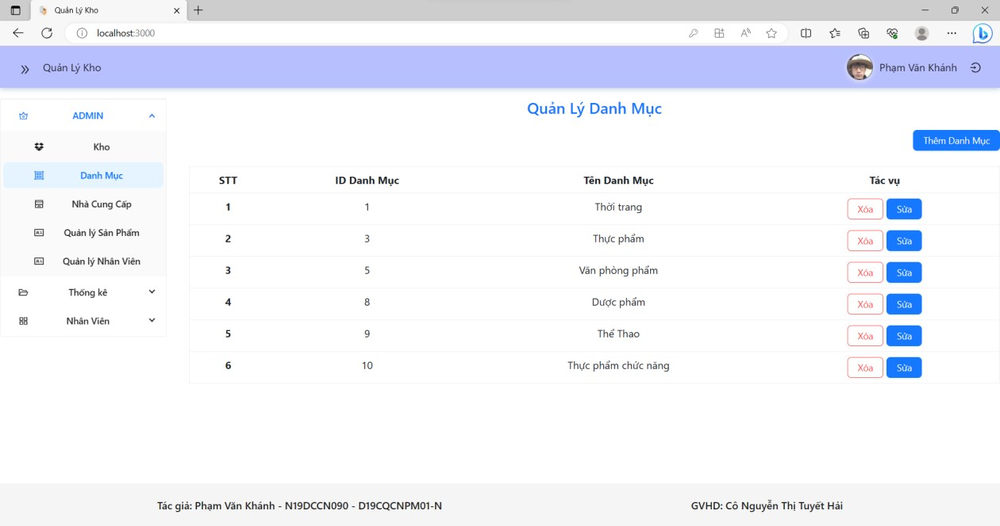 Quản Lý Kho
localhost:3000
Quản Lý Kho
Phạm Văn Khánh
ADMIN
Kho
Danh Mục
Nhà Cung Cấp
Quản lý Sản Phẩm
Quản lý Nhân Viên
Thống kê
Nhân Viên
Quản Lý Danh Mục
Thêm Danh Mục
STT ID Danh Mục Tên Danh Mục Tác vụ
1 1 Thời trang Xóa Sửa
2 3 Thực phẩm Xóa Sửa
3 5 Văn phòng phẩm Xóa Sửa
4 8 Dược phẩm Xóa Sửa
5 9 Thể Thao Xóa Sửa
6 10 Thực phẩm chức năng Xóa Sửa
Tác giả: Phạm Văn Khánh - N19DCCN090 - D19CQCNPM01-N
GVHD: Cô Nguyễn Thị Tuyết Hải